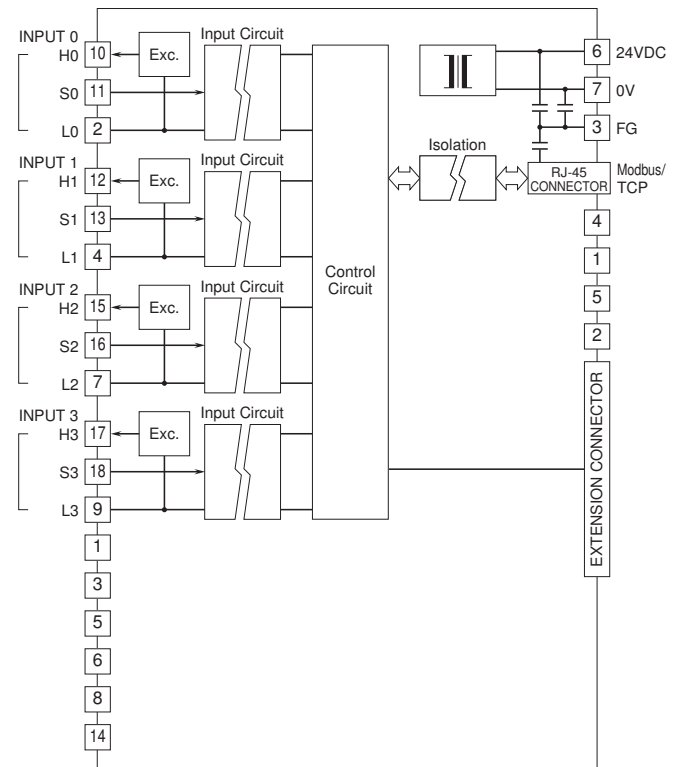 INPUT 0
H0 10 Exc. Input Circuit
S0 11
L0 2
INPUT 1
H1 12 Exc. Input Circuit
S1 13
L1 4
INPUT 2
H2 15 Exc. Input Circuit
S2 16
L2 7
INPUT 3
H3 17 Exc. Input Circuit
S3 18
L3 9
1
3
5
6
8
14
Control
Circuit
Isolation
6 24VDC
7 0V
3 FG
RJ-45
CONNECTOR
Modbus/
TCP
4
1
5
2
EXTENSION CONNECTOR